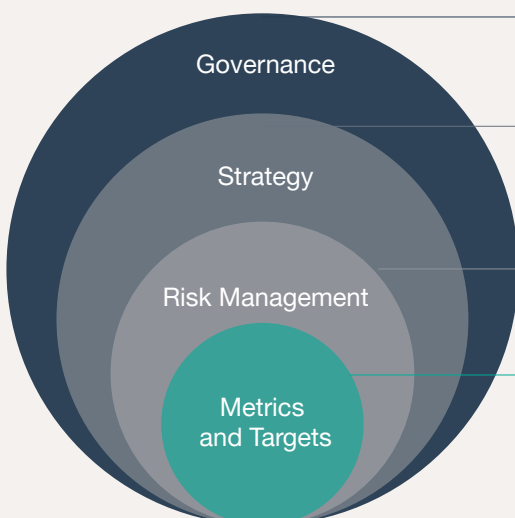 Governance
Strategy
Risk Management
Metrics
and Targets